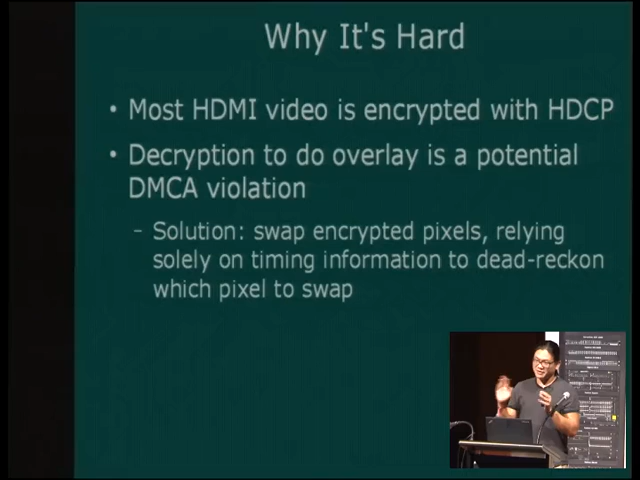 Why It's Hard
• Most HDMI video is encrypted with HDCP
• Decryption to do overlay is a potential
DMCA violation
– Solution: swap encrypted pixels, relying
solely on timing information to dead-reckon
which pixel to swap